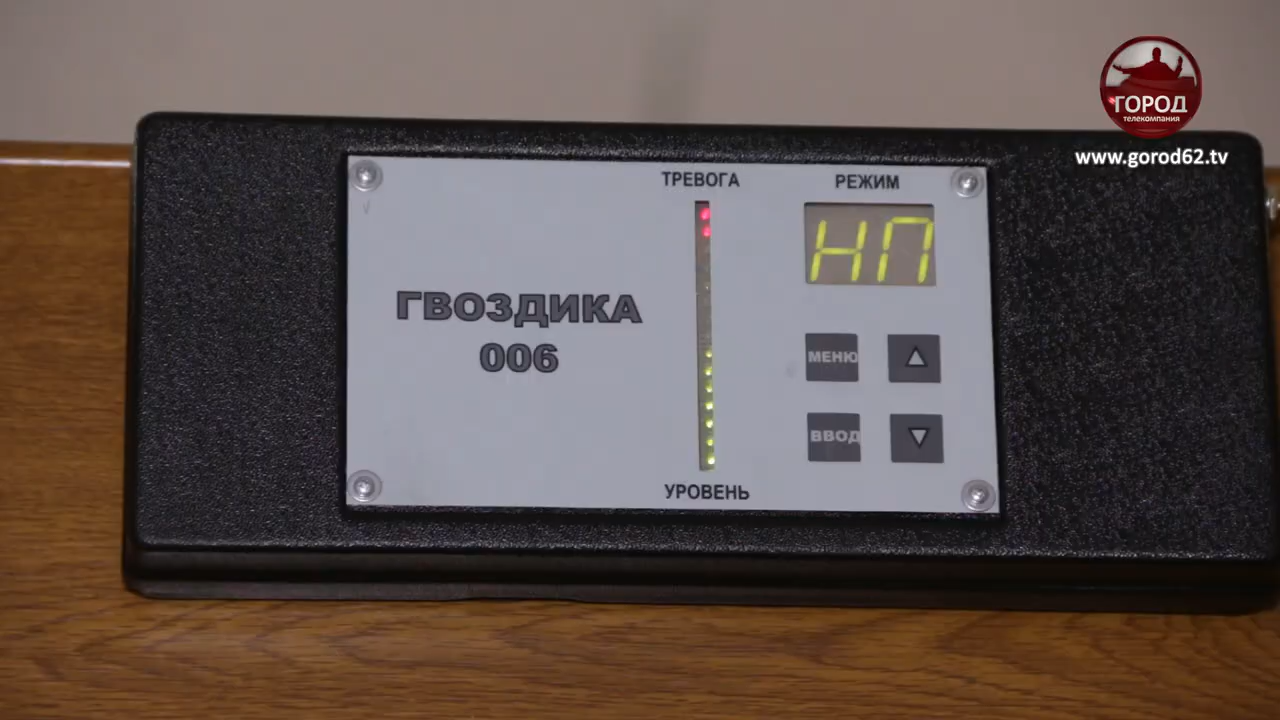 ГОРОД
телекомпания
www.gorod62.tv
ТРЕВОГА
РЕЖИМ
НП
ГВОЗДИКА
006
МЕНЮ
ВВОД
УРОВЕНЬ